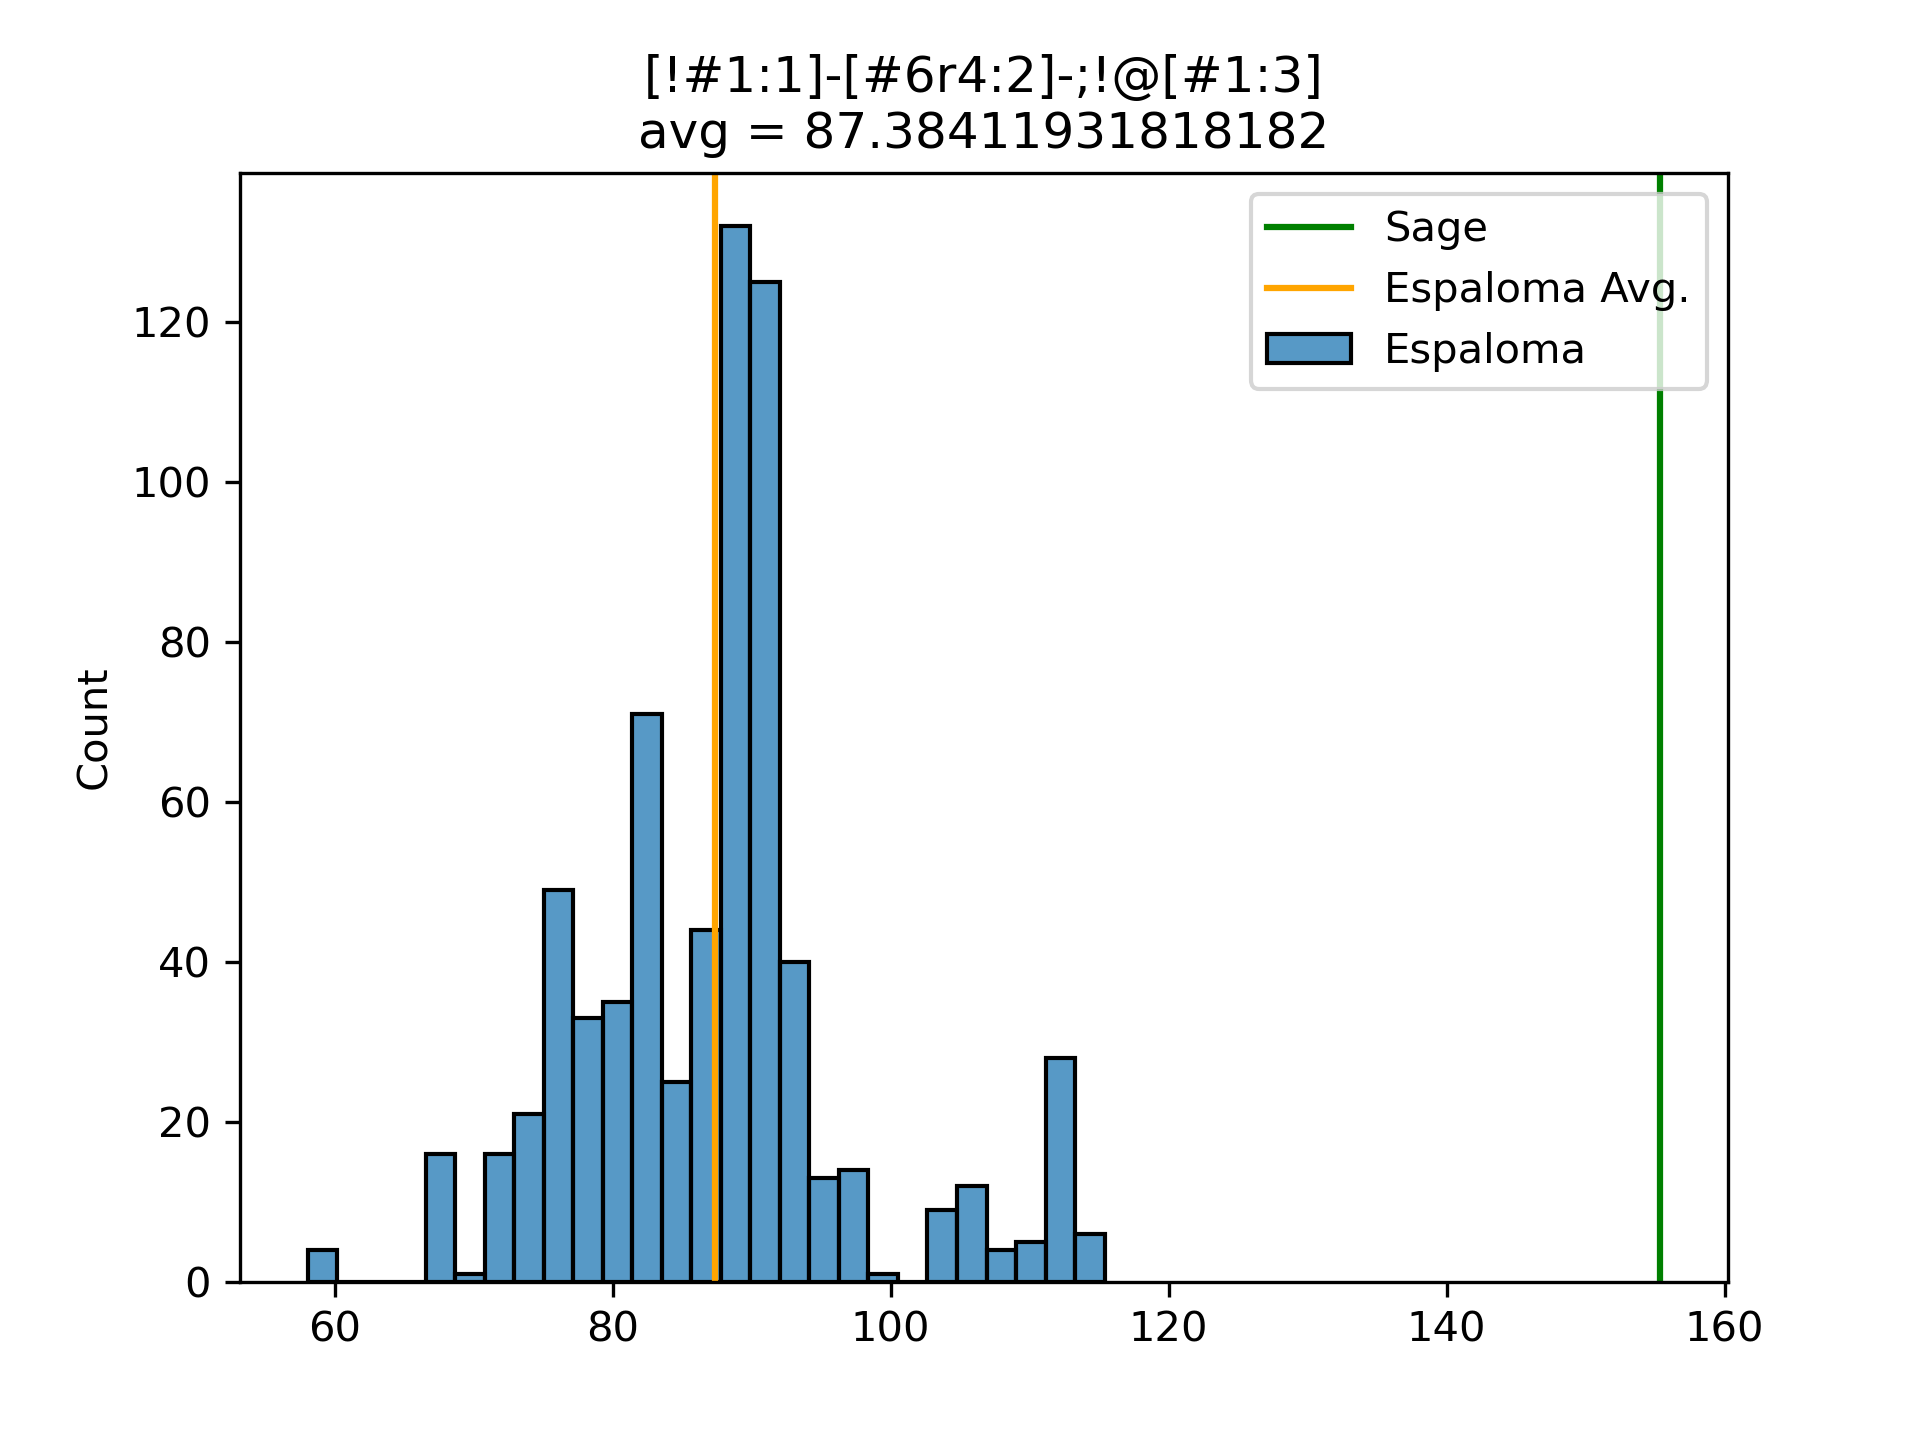 [!#1:1]-[#6r4:2]-;!@[#1:3]
avg = 87.38411931818182
Sage
Espaloma Avg.
Espaloma
Count
120
100
80
60
40
20
0
60 80 100 120 140 160